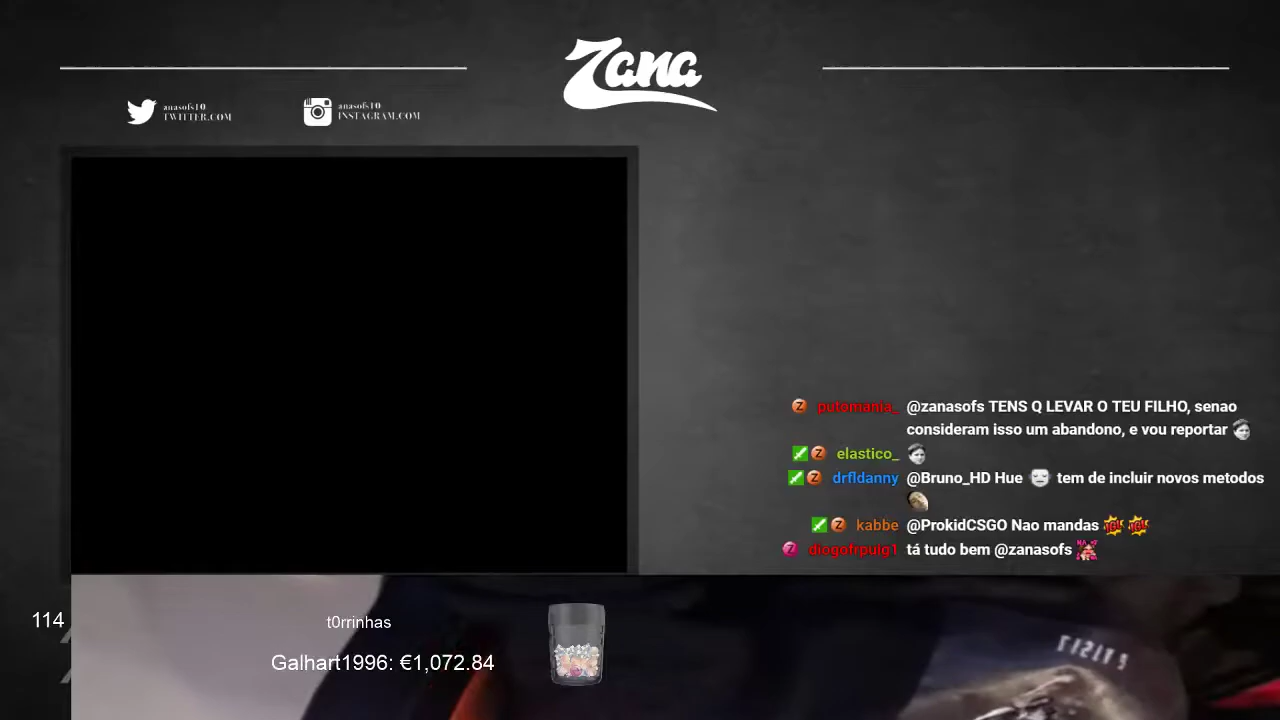 Zana
anasofs10
TWITTER.COM
anasofs10
INSTAGRAM.COM
putomania_ @zanasofs TENS Q LEVAR O TEU FILHO, senao
consideram isso um abandono, e vou reportar
elastico_
drfldanny @Bruno_HD Hue tem de incluir novos metodos
kabbe @ProkidCSGO Nao mandas
diogofrpuig1 tá tudo bem @zanasofs
114
t0rrinhas
Galhart1996: €1,072.84